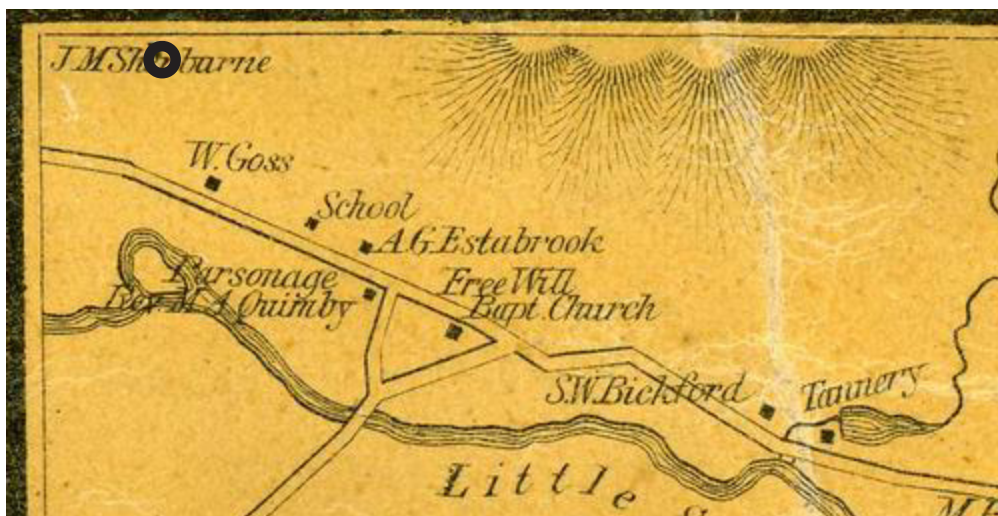 J.M
W. Goss
School
A.G. Estabrook
Parsonage
Rev. M. A. Quimby
Free Will
Bapt. Church
S.W. Bickford
Tannery
Little